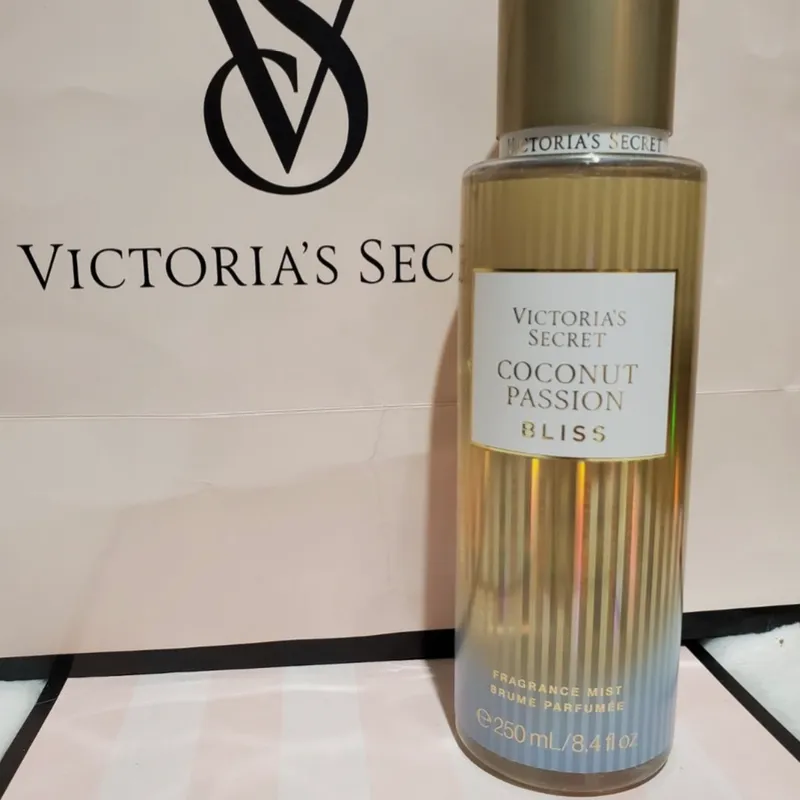 VS
VICTORIA'S SEC
VICTORIA'S SECRET
VICTORIA'S
SECRET
COCONUT
PASSION
BLISS
FRAGRANCE MIST
BRUME PARFUMÉE
℮ 250 mL/8.4 fl oz